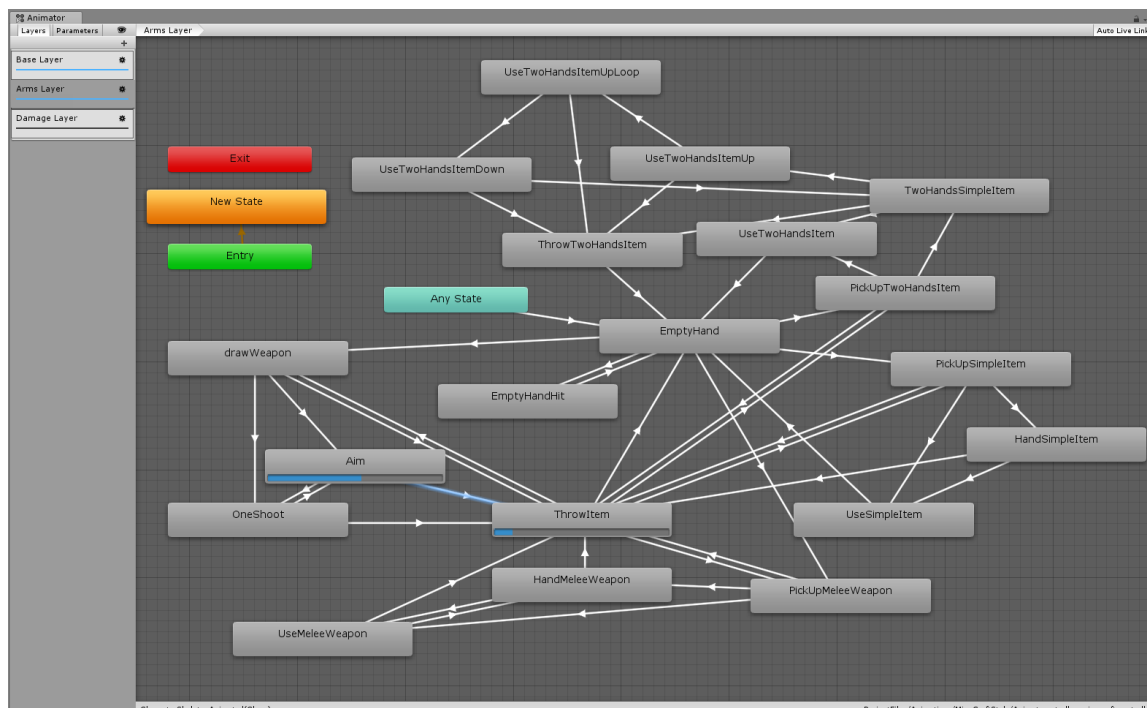 Animator
Layers Parameters
Arms Layer
Auto Live Link
+
Base Layer
Arms Layer
Damage Layer
UseTwoHandsItemUpLoop
Exit
UseTwoHandsItemDown
UseTwoHandsItemUp
New State
TwoHandsSimpleItem
Entry
ThrowTwoHandsItem
UseTwoHandsItem
Any State
PickUpTwoHandsItem
EmptyHand
drawWeapon
PickUpSimpleItem
EmptyHandHit
HandSimpleItem
Aim
OneShoot
ThrowItem
UseSimpleItem
HandMeleeWeapon
PickUpMeleeWeapon
UseMeleeWeapon